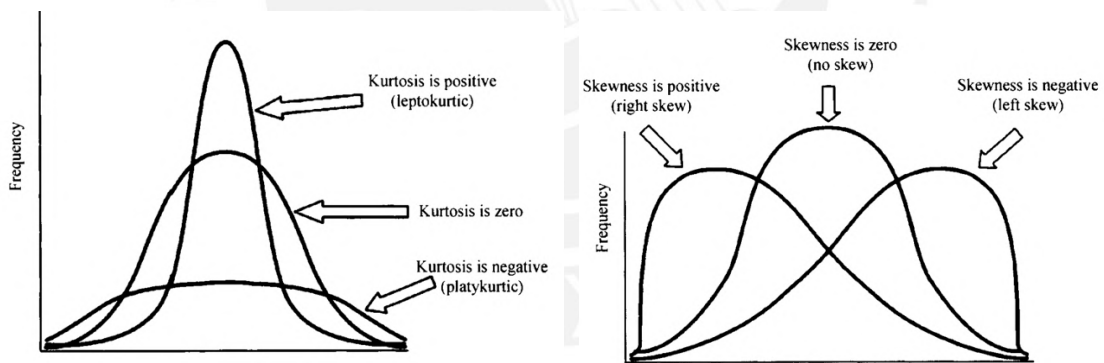 Frequency
Kurtosis is positive
(leptokurtic)
Kurtosis is zero
Kurtosis is negative
(platykurtic)
Frequency
Skewness is positive
(right skew)
Skewness is zero
(no skew)
Skewness is negative
(left skew)